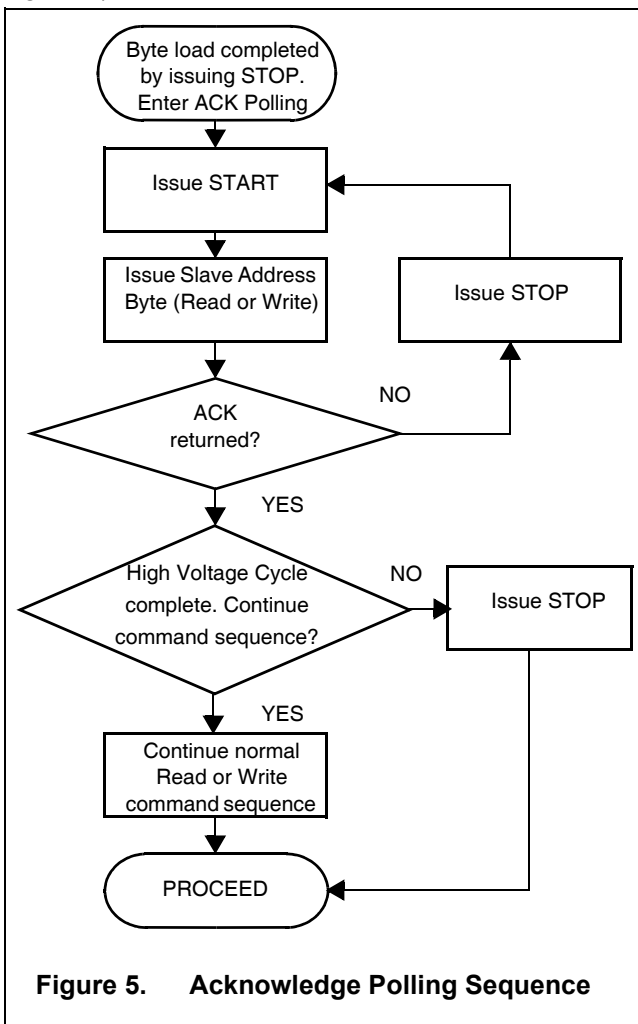 Byte load completed
by issuing STOP.
Enter ACK Polling
Issue START
Issue Slave Address
Byte (Read or Write)
Issue STOP
NO
ACK
returned?
YES
High Voltage Cycle
complete. Continue
command sequence?
NO
Issue STOP
YES
Continue normal
Read or Write
command sequence
PROCEED
Figure 5. Acknowledge Polling Sequence